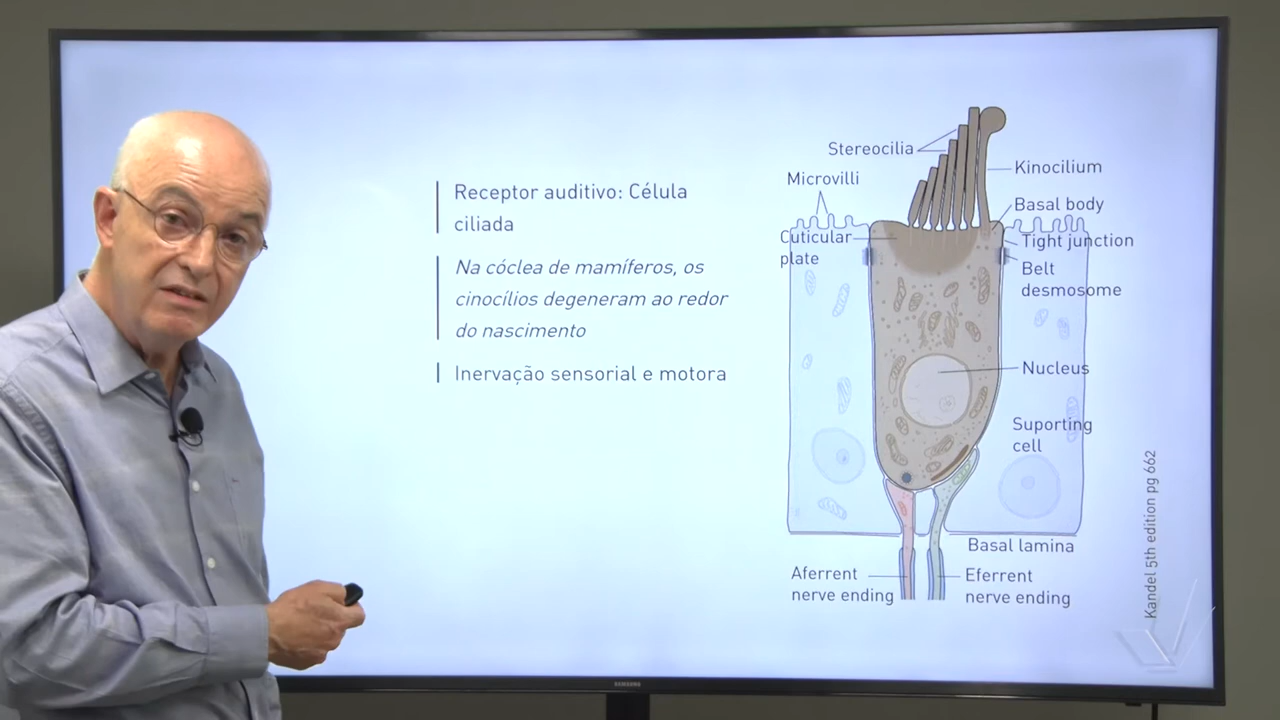 Receptor auditivo: Célula
ciliada
Na cóclea de mamíferos, os
cinocílios degeneram ao redor
do nascimento
Inervação sensorial e motora
Stereocilia
Microvilli
Kinocilium
Basal body
Cuticular
plate
Tight junction
Belt
desmosome
Nucleus
Suporting
cell
Basal lamina
Aferrent
nerve ending
Eferrent
nerve ending
Kandel 5th edition pg 662
SAMSUNG